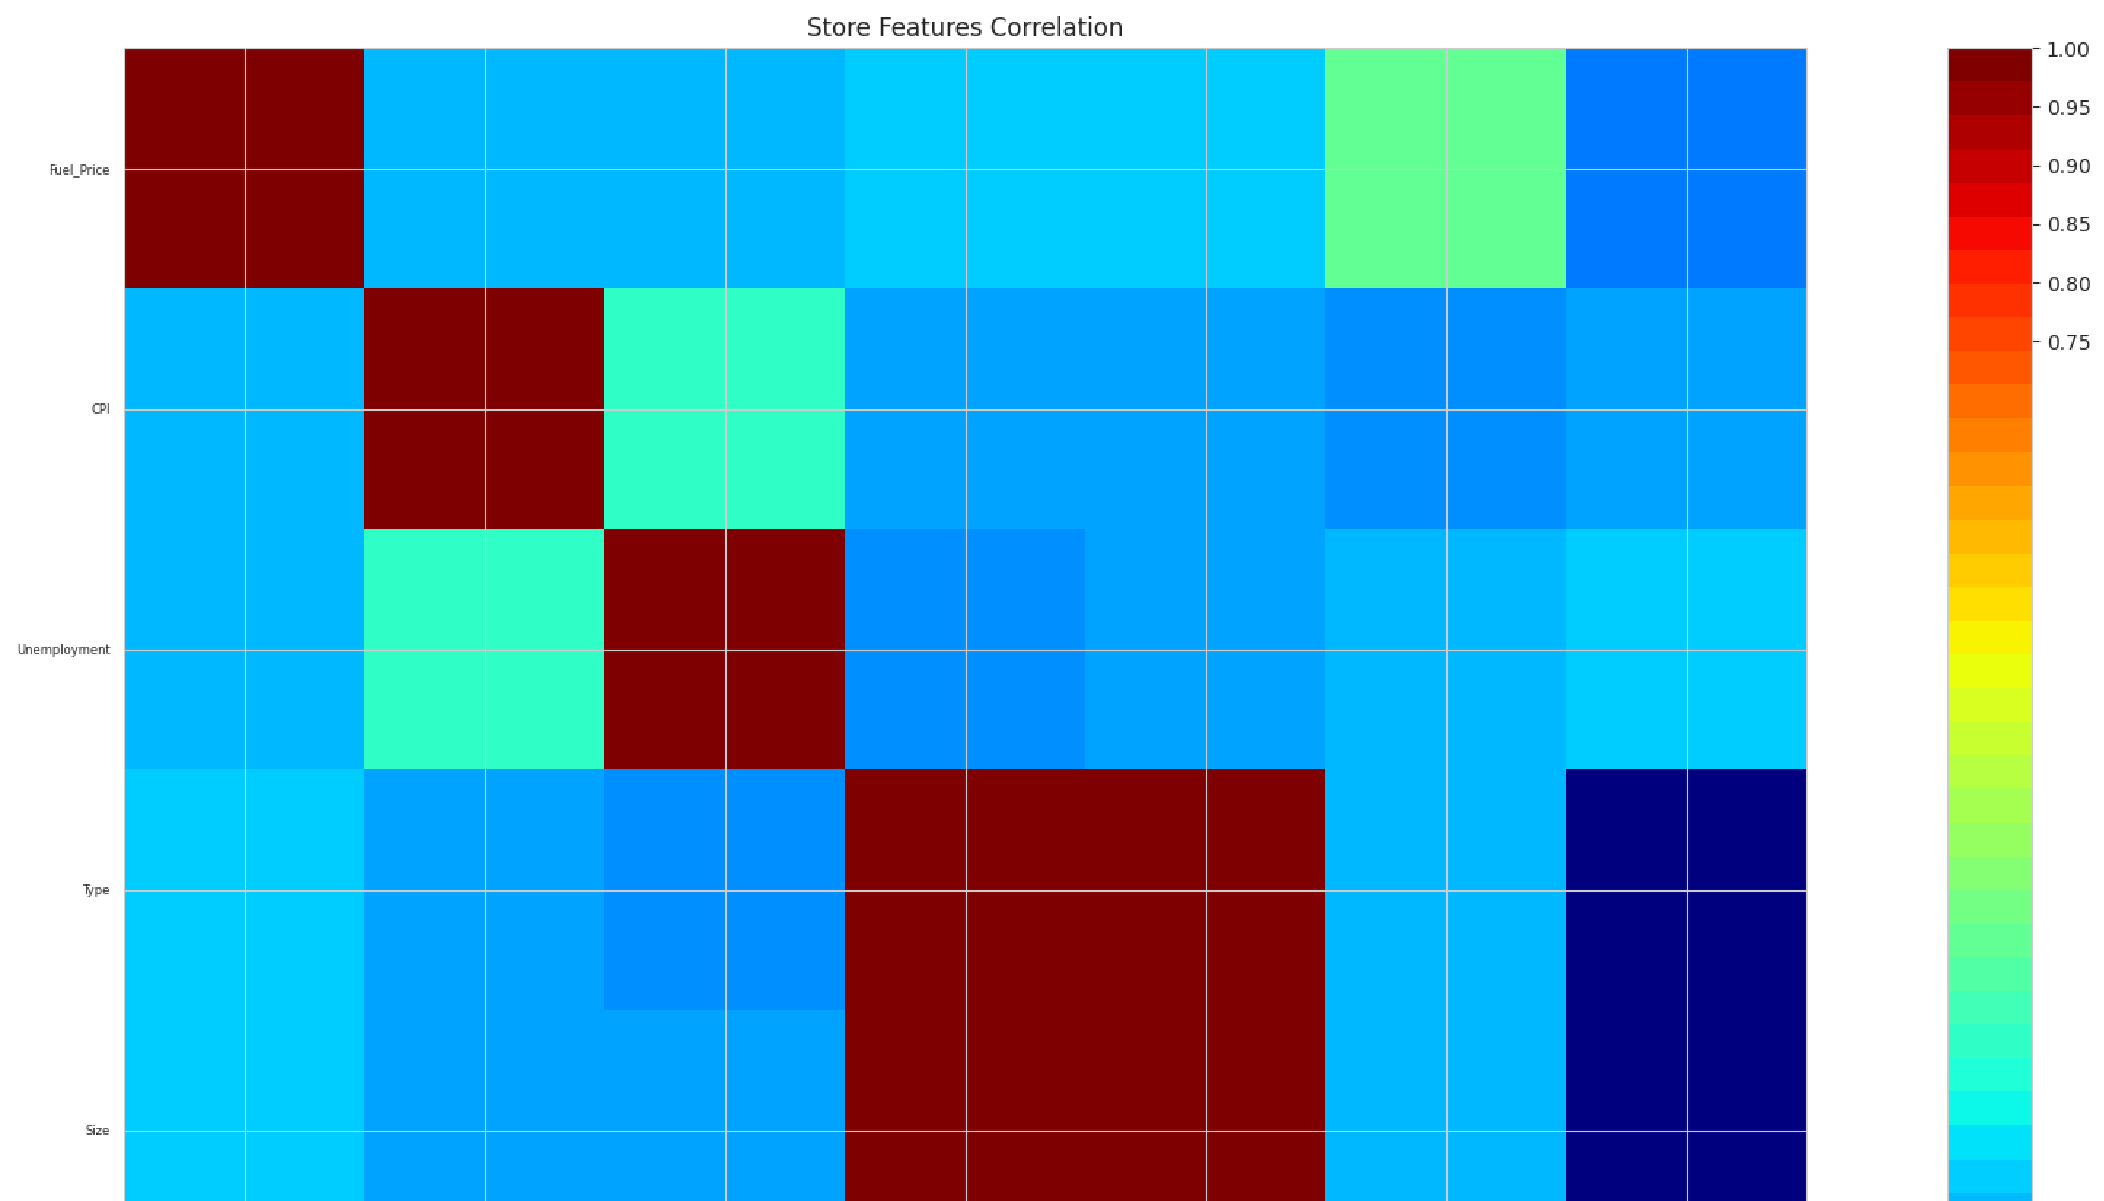 Store Features Correlation
Fuel_Price
CPI
Unemployment
Type
Size
1.00
0.95
0.90
0.85
0.80
0.75